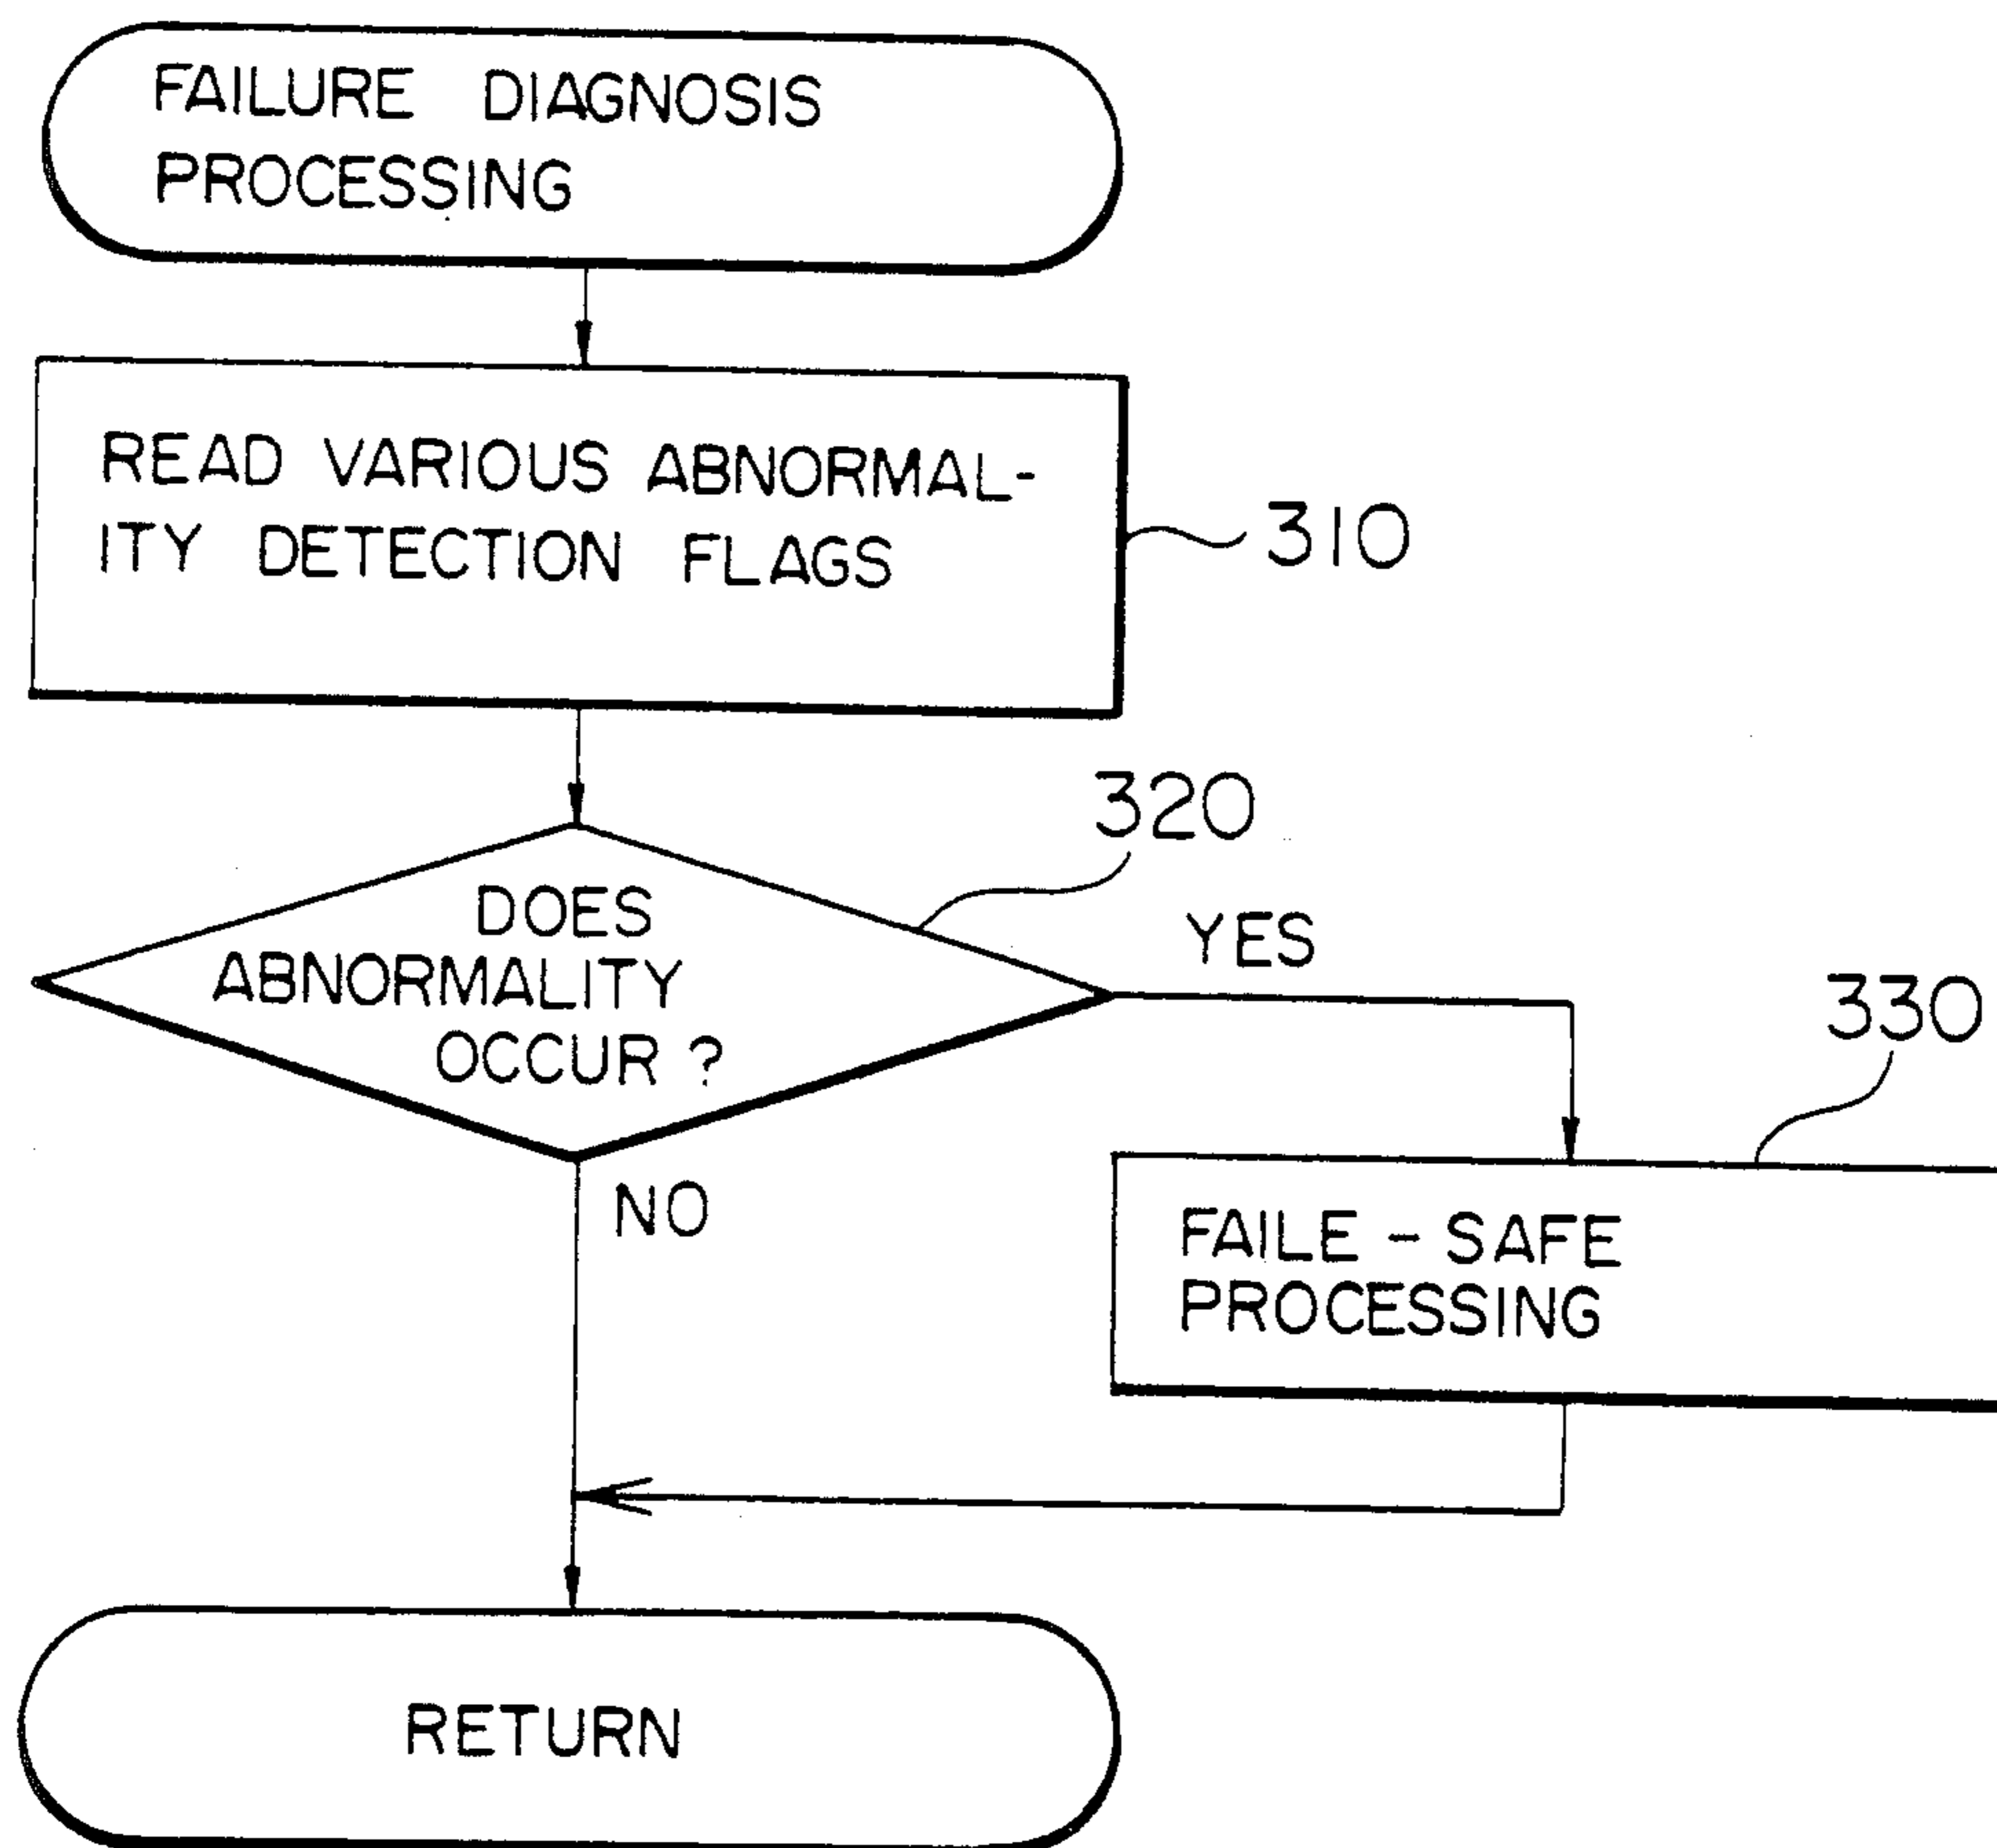 FAILURE DIAGNOSIS
PROCESSING
READ VARIOUS ABNORMAL-
ITY DETECTION FLAGS
310
320
DOES
ABNORMALITY
OCCUR ?
YES
330
NO
FAILE - SAFE
PROCESSING
RETURN